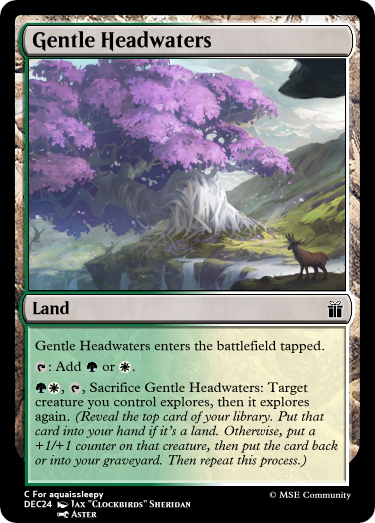 Gentle Headwaters
Land
Gentle Headwaters enters the battlefield tapped.
: Add or .
, , Sacrifice Gentle Headwaters: Target
creature you control explores, then it explores
again. (Reveal the top card of your library. Put that
card into your hand if it's a land. Otherwise, put a
+1/+1 counter on that creature, then put the card back
or into your graveyard. Then repeat this process.)
C For aquaissleepy
DEC24 Jax "Clockbirds" Sheridan
Aster
© MSE Community